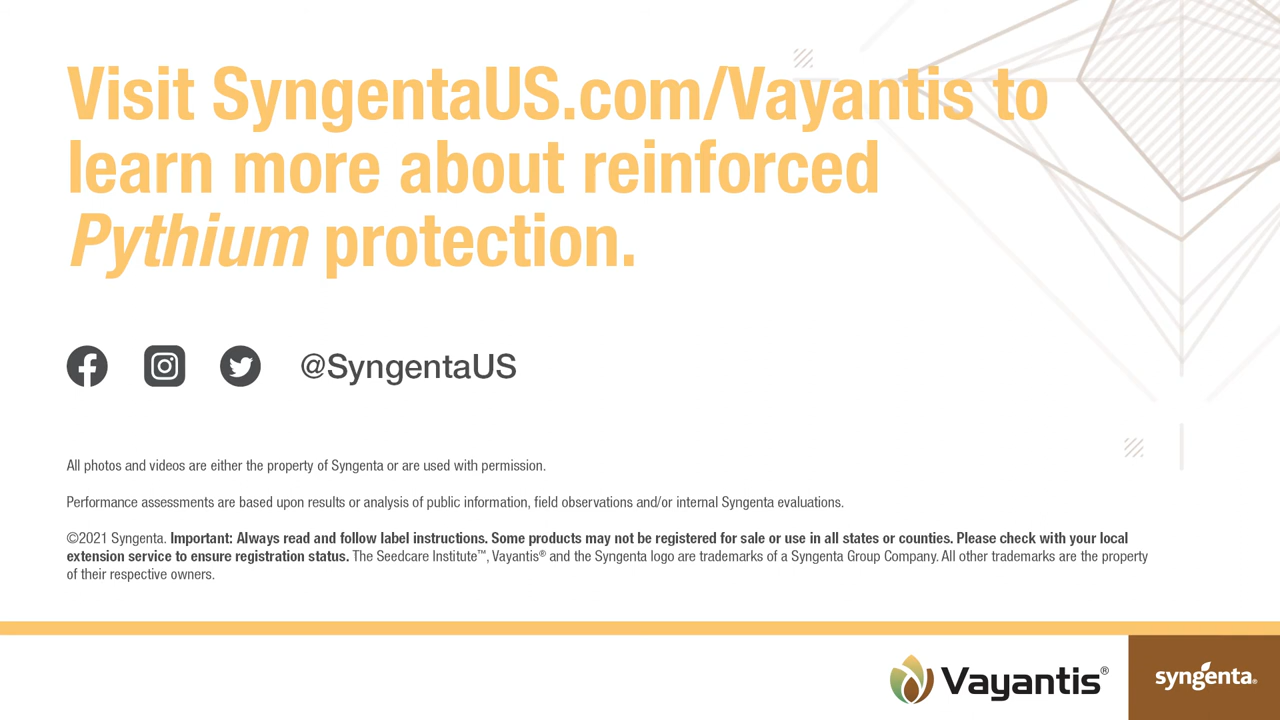 Visit SyngentaUS.com/Vayantis to
learn more about reinforced
Pythium protection.
@SyngentaUS
All photos and videos are either the property of Syngenta or are used with permission.
Performance assessments are based upon results or analysis of public information, field observations and/or internal Syngenta evaluations.
©2021 Syngenta. Important: Always read and follow label instructions. Some products may not be registered for sale or use in all states or counties. Please check with your local
extension service to ensure registration status. The Seedcare Institute™, Vayantis® and the Syngenta logo are trademarks of a Syngenta Group Company. All other trademarks are the property
of their respective owners.
Vayantis®
syngenta®